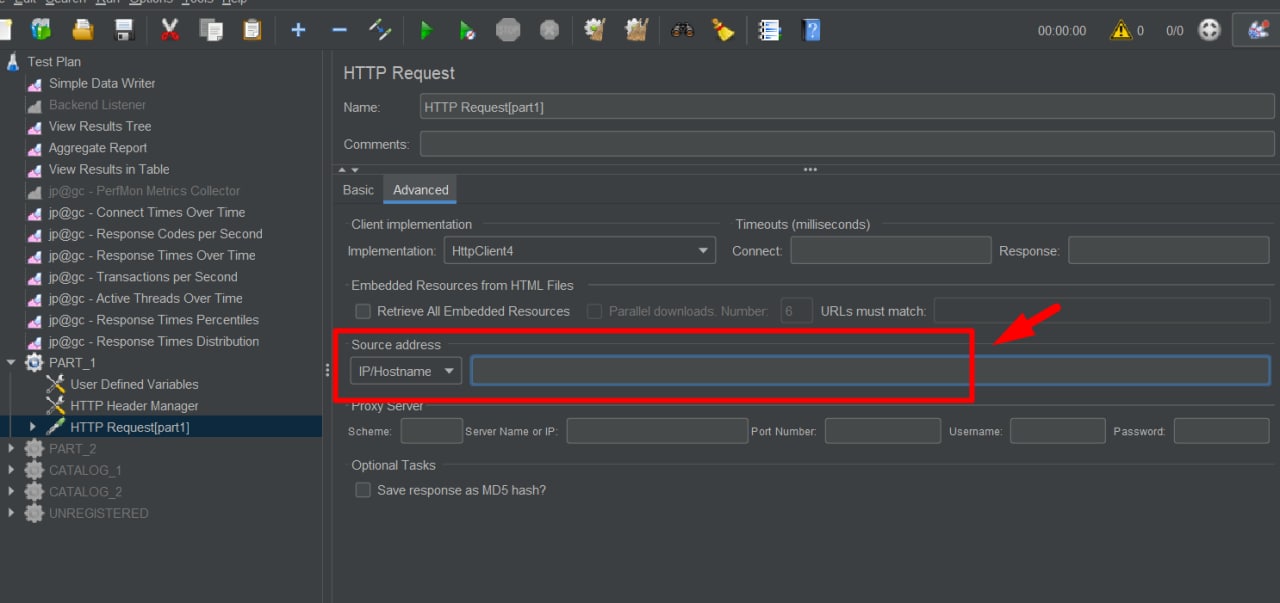 Edit Search Run Options Tools Help
STOP
00:00:00 0 0/0
Test Plan
Simple Data Writer
Backend Listener
View Results Tree
Aggregate Report
View Results in Table
jp@gc - PerfMon Metrics Collector
jp@gc - Connect Times Over Time
jp@gc - Response Codes per Second
jp@gc - Response Times Over Time
jp@gc - Transactions per Second
jp@gc - Active Threads Over Time
jp@gc - Response Times Percentiles
jp@gc - Response Times Distribution
PART_1
User Defined Variables
HTTP Header Manager
HTTP Request[part1]
PART_2
CATALOG_1
CATALOG_2
UNREGISTERED
HTTP Request
Name: HTTP Request[part1]
Comments:
Basic Advanced
Client implementation Timeouts (milliseconds)
Implementation: HttpClient4 Connect: Response:
Embedded Resources from HTML Files
Retrieve All Embedded Resources Parallel downloads. Number: 6 URLs must match:
Source address
IP/Hostname
Proxy Server
Scheme: Server Name or IP: Port Number: Username: Password:
Optional Tasks
Save response as MD5 hash?